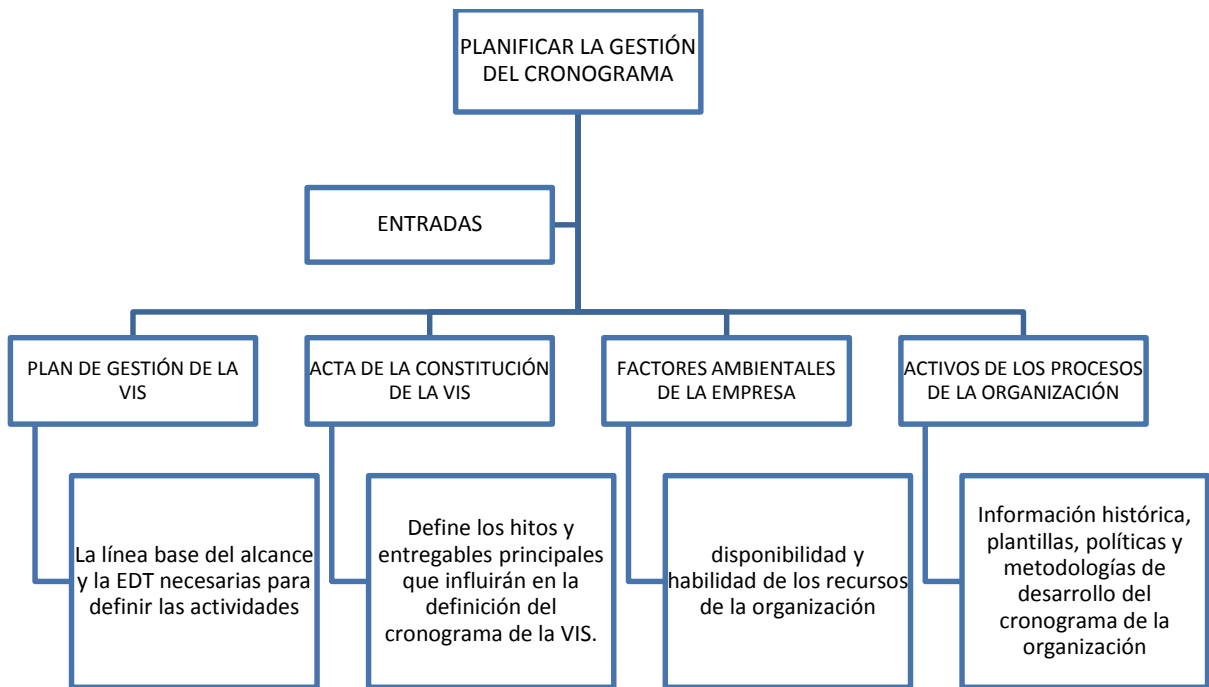 PLANIFICAR LA GESTIÓN
DEL CRONOGRAMA
ENTRADAS
PLAN DE GESTIÓN DE LA
VIS
ACTA DE LA CONSTITUCIÓN
DE LA VIS
FACTORES AMBIENTALES
DE LA EMPRESA
ACTIVOS DE LOS PROCESOS
DE LA ORGANIZACIÓN
La línea base del alcance
y la EDT necesarias para
definir las actividades
Define los hitos y
entregables principales
que influirán en la
definición del
cronograma de la VIS.
disponibilidad y
habilidad de los recursos
de la organización
Información histórica,
plantillas, políticas y
metodologías de
desarrollo del
cronograma de la
organización